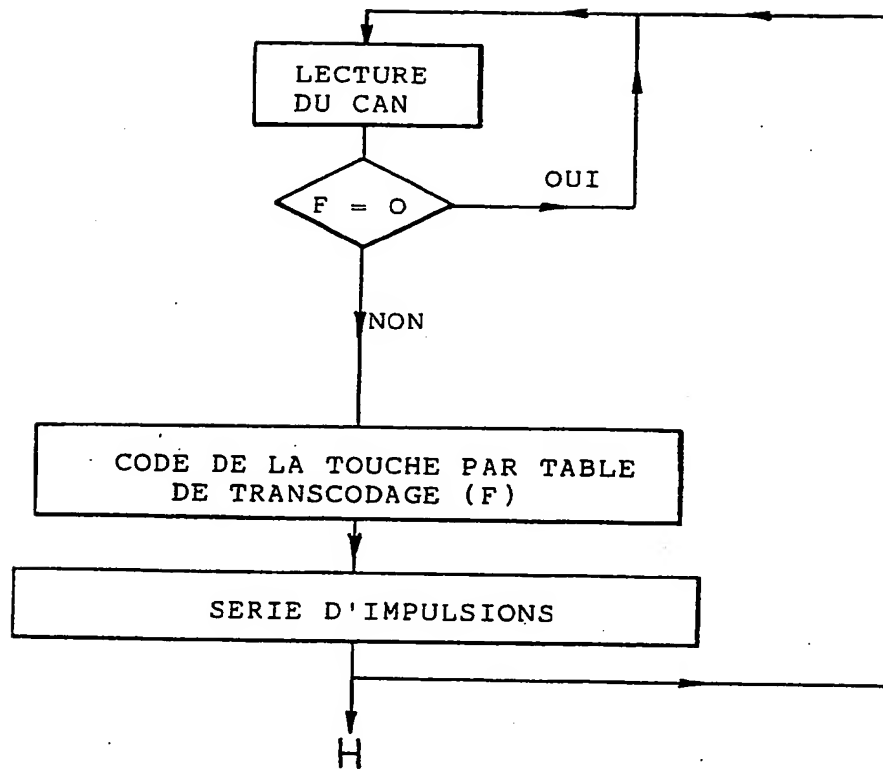 LECTURE
DU CAN
F = O
OUI
NON
CODE DE LA TOUCHE PAR TABLE
DE TRANSCODAGE (F)
SERIE D'IMPULSIONS
H